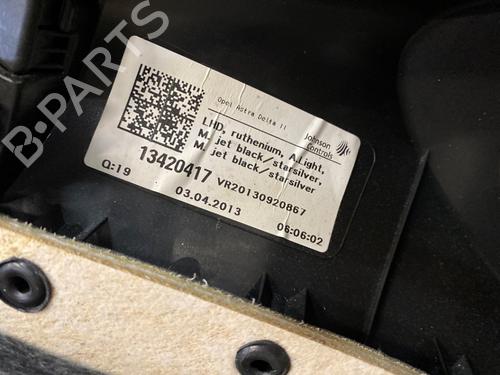 B-PARTS
Opel Astra Delta II
Johnson
Controls
LHD, ruthenium, A.Light,
M. jet black/starsilver,
M. jet black/starsilver
13420417 VR20130920867
Q:19
03.04.2013 06:06:02